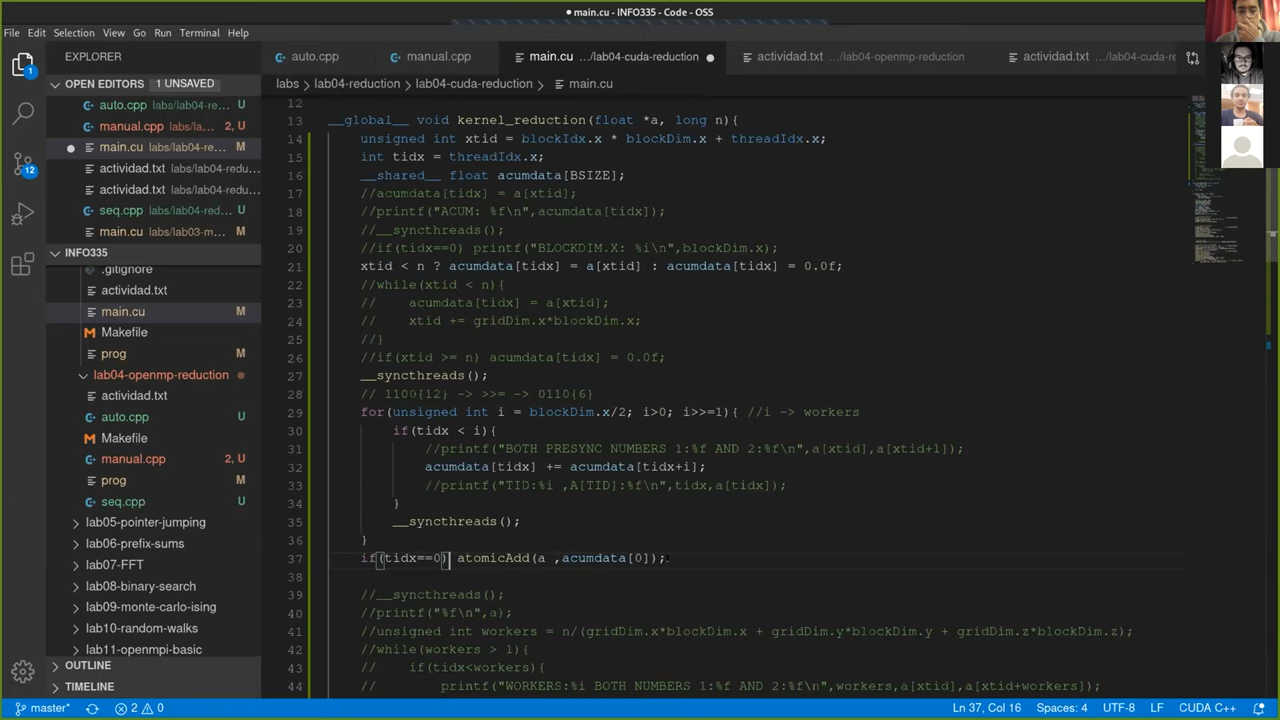 ● main.cu - INFO335 - Code - OSS
File Edit Selection View Go Run Terminal Help
EXPLORER
auto.cpp
manual.cpp
main.cu .../lab04-cuda-reduction ●
actividad.txt .../lab04-openmp-reduction
actividad.txt .../lab04-cuda-re
OPEN EDITORS 1 UNSAVED
labs > lab04-reduction > lab04-cuda-reduction > main.cu
auto.cpp labs/lab04-re... U
manual.cpp labs/la... 2, U
main.cu labs/lab04-re... M
actividad.txt labs/lab04-redu...
actividad.txt labs/lab04-redu...
seq.cpp labs/lab04-red... U
main.cu labs/lab03-m... M
INFO335
.gitignore
actividad.txt
main.cu M
Makefile
prog M
lab04-openmp-reduction
actividad.txt
auto.cpp U
Makefile
manual.cpp 2, U
prog M
seq.cpp U
lab05-pointer-jumping
lab06-prefix-sums
lab07-FFT
lab08-binary-search
lab09-monte-carlo-ising
lab10-random-walks
lab11-openmpi-basic
OUTLINE
TIMELINE
1
12
12
13 __global__ void kernel_reduction(float *a, long n){
14 unsigned int xtid = blockIdx.x * blockDim.x + threadIdx.x;
15 int tidx = threadIdx.x;
16 __shared__ float acumdata[BSIZE];
17 //acumdata[tidx] = a[xtid];
18 //printf("ACUM: %f\n",acumdata[tidx]);
19 //__syncthreads();
20 //if(tidx==0) printf("BLOCKDIM.X: %i\n",blockDim.x);
21 xtid < n ? acumdata[tidx] = a[xtid] : acumdata[tidx] = 0.0f;
22 //while(xtid < n){
23 // acumdata[tidx] = a[xtid];
24 // xtid += gridDim.x*blockDim.x;
25 //}
26 //if(xtid >= n) acumdata[tidx] = 0.0f;
27 __syncthreads();
28 // 1100{12} -> >>= -> 0110{6}
29 for(unsigned int i = blockDim.x/2; i>0; i>>=1){ //i -> workers
30 if(tidx < i){
31 //printf("BOTH PRESYNC NUMBERS 1:%f AND 2:%f\n",a[xtid],a[xtid+1]);
32 acumdata[tidx] += acumdata[tidx+i];
33 //printf("TID:%i ,A[TID]:%f\n",tidx,a[tidx]);
34 }
35 __syncthreads();
36 }
37 if(tidx==0) atomicAdd(a ,acumdata[0]);
38
39 //__syncthreads();
40 //printf("%f\n",a);
41 //unsigned int workers = n/(gridDim.x*blockDim.x + gridDim.y*blockDim.y + gridDim.z*blockDim.z);
42 //while(workers > 1){
43 // if(tidx<workers){
44 // printf("WORKERS:%i BOTH NUMBERS 1:%f AND 2:%f\n",workers,a[xtid],a[xtid+workers]);
master* 2 0 Ln 37, Col 16 Spaces: 4 UTF-8 LF CUDA C++